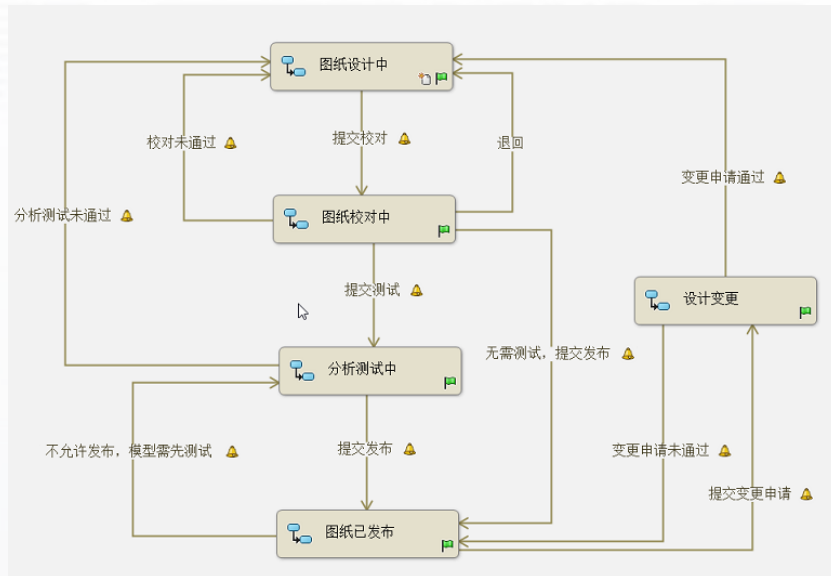 图纸设计中
校对未通过
提交校对
退回
变更申请通过
分析测试未通过
图纸校对中
提交测试
设计变更
无需测试，提交发布
分析测试中
不允许发布，模型需先测试
提交发布
变更申请未通过
提交变更申请
图纸已发布